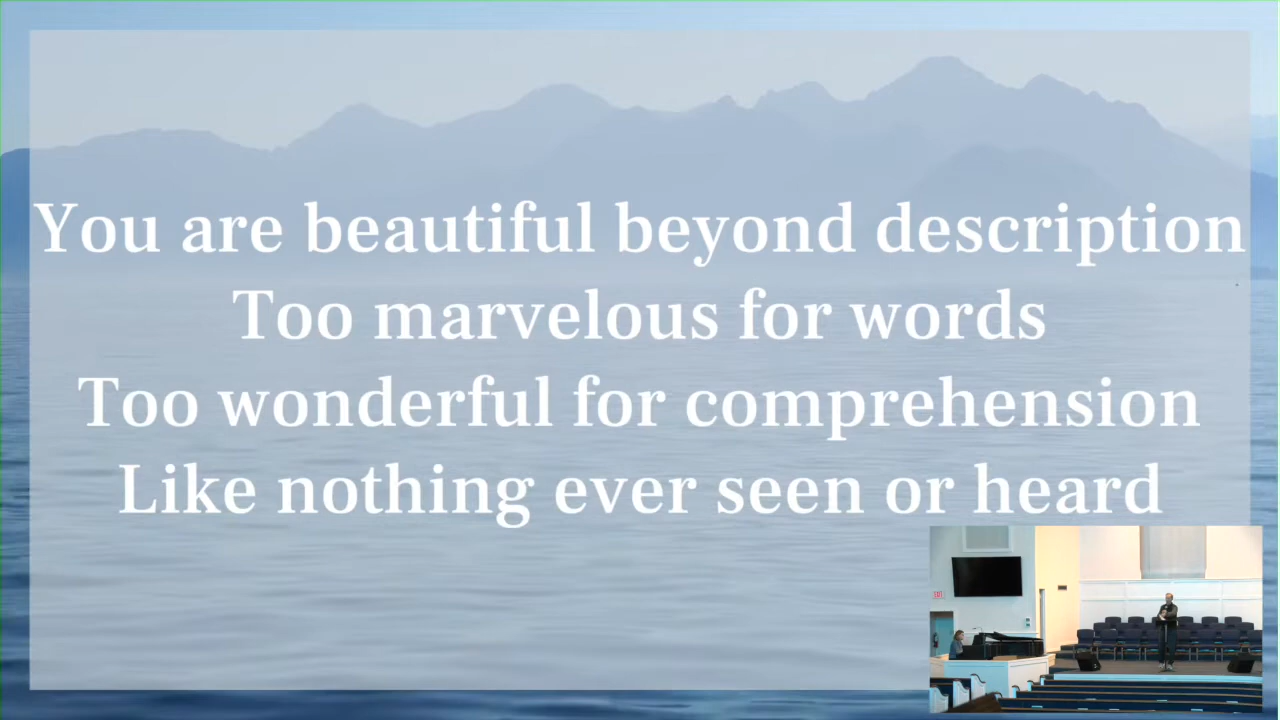 You are beautiful beyond description
Too marvelous for words
Too wonderful for comprehension
Like nothing ever seen or heard